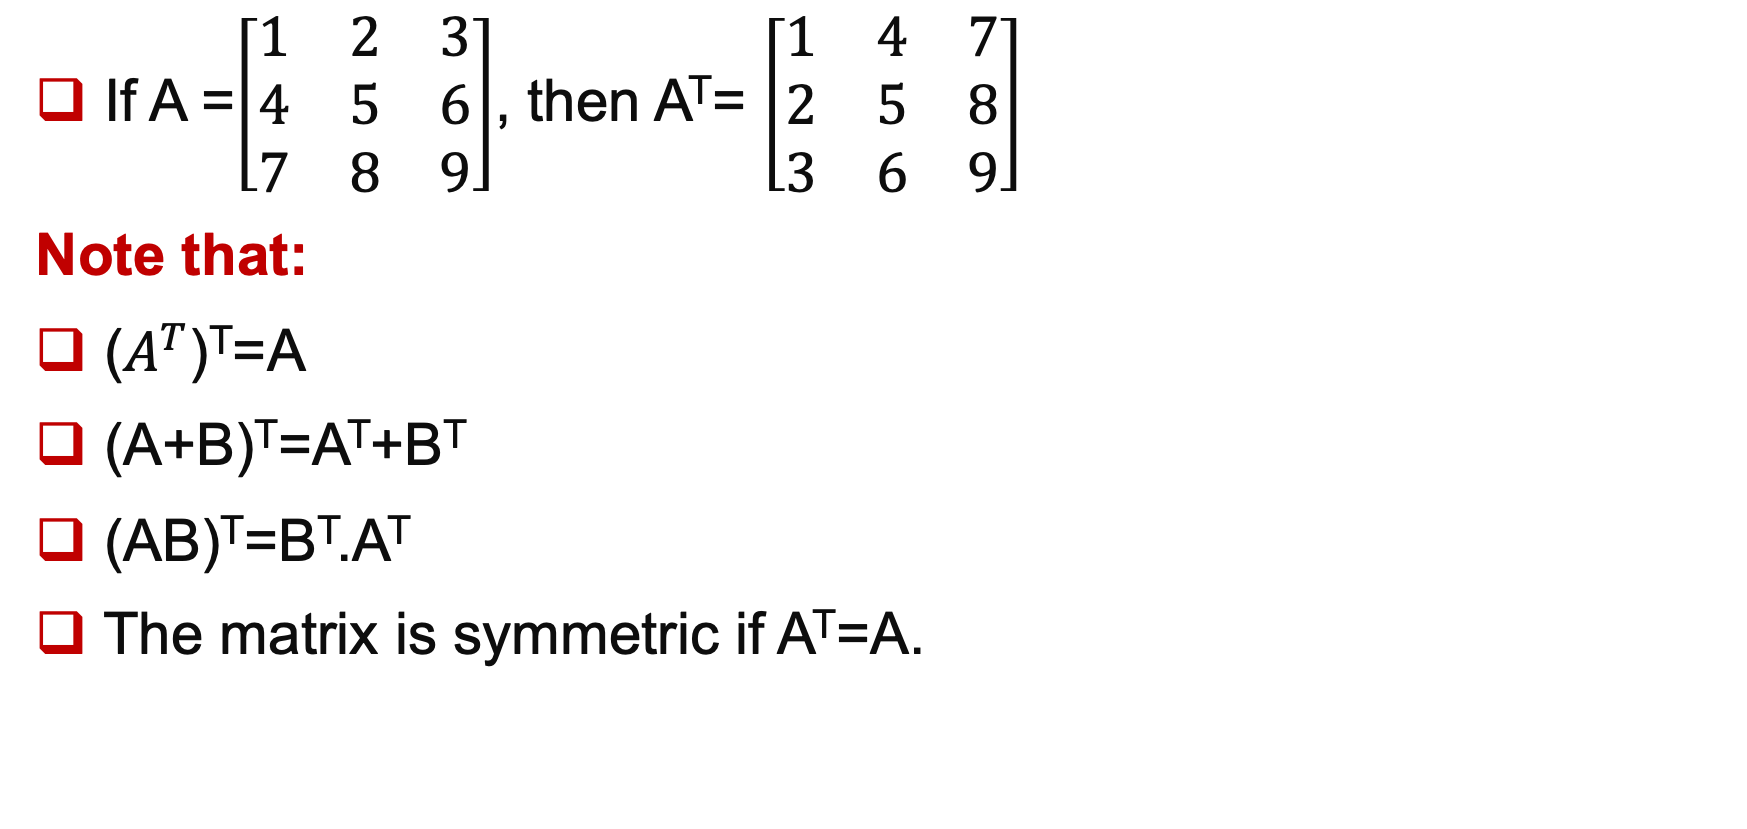 ❑ If A = [1 2 3; 4 5 6; 7 8 9], then Aᵀ= [1 4 7; 2 5 8; 3 6 9]
Note that:
❑ (𝐴ᵀ)ᵀ=A
❑ (A+B)ᵀ=Aᵀ+Bᵀ
❑ (AB)ᵀ=Bᵀ.Aᵀ
❑ The matrix is symmetric if Aᵀ=A.